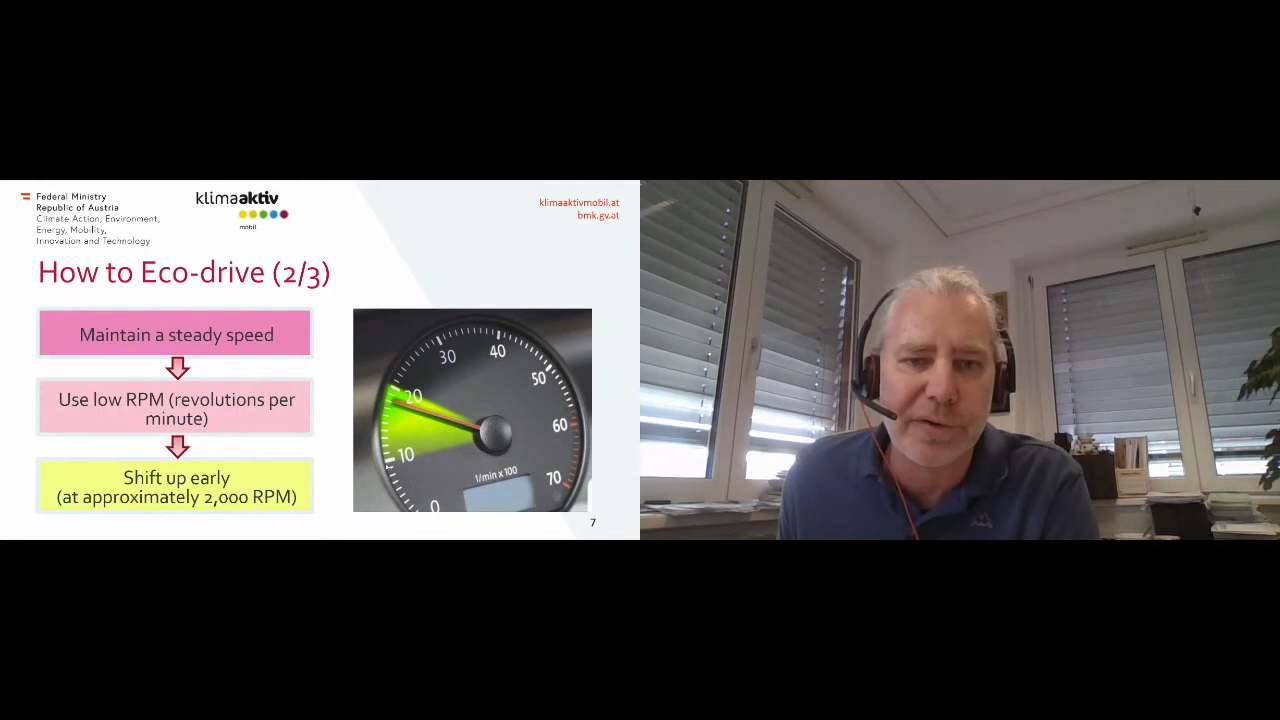 Federal Ministry
Republic of Austria
Climate Action, Environment,
Energy, Mobility,
Innovation and Technology
klimaaktiv
mobil
klimaaktivmobil.at
bmk.gv.at
How to Eco-drive (2/3)
Maintain a steady speed
Use low RPM (revolutions per
minute)
Shift up early
(at approximately 2,000 RPM)
0
10
20
30
40
50
60
70
1/min x 100
7